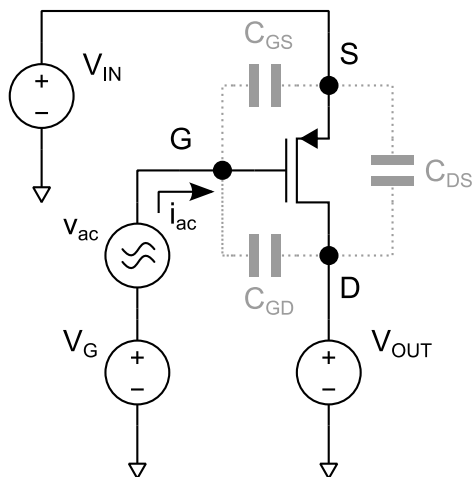 C_GS
S
V_IN
G
C_DS
v_ac
i_ac
C_GD
D
V_G
V_OUT